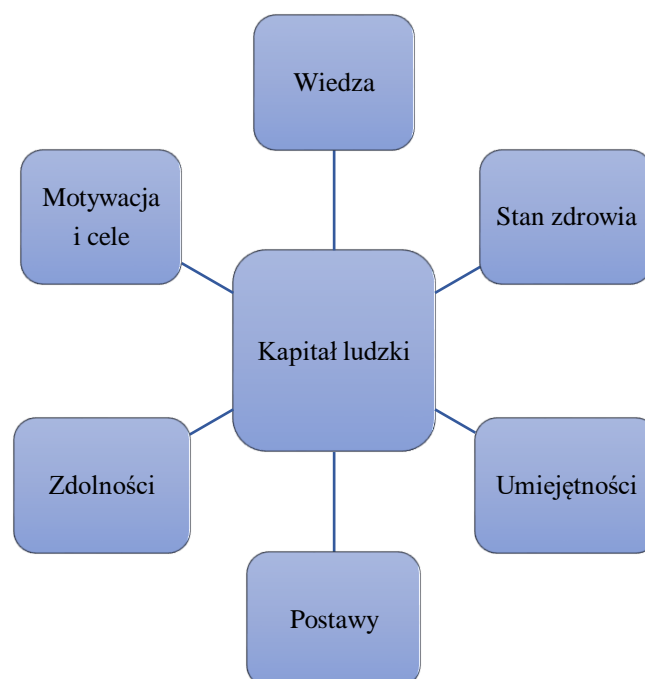 Wiedza
Motywacja
i cele
Stan zdrowia
Kapitał ludzki
Zdolności
Umiejętności
Postawy